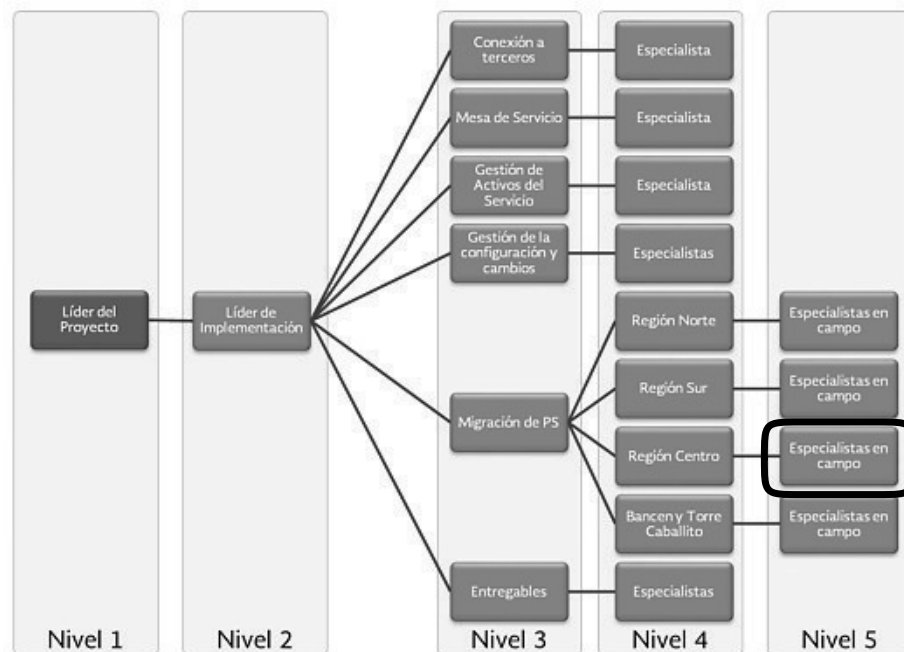 Conexión a
terceros
Especialista
Mesa de Servicio
Especialista
Gestión de
Activos del
Servicio
Especialista
Gestión de la
configuración y
cambios
Especialistas
Líder del
Proyecto
Líder de
Implementación
Región Norte
Especialistas en
campo
Región Sur
Especialistas en
campo
Migración de PS
Región Centro
Especialistas en
campo
Bancen y Torre
Caballito
Especialistas en
campo
Entregables
Especialistas
Nivel 1
Nivel 2
Nivel 3
Nivel 4
Nivel 5